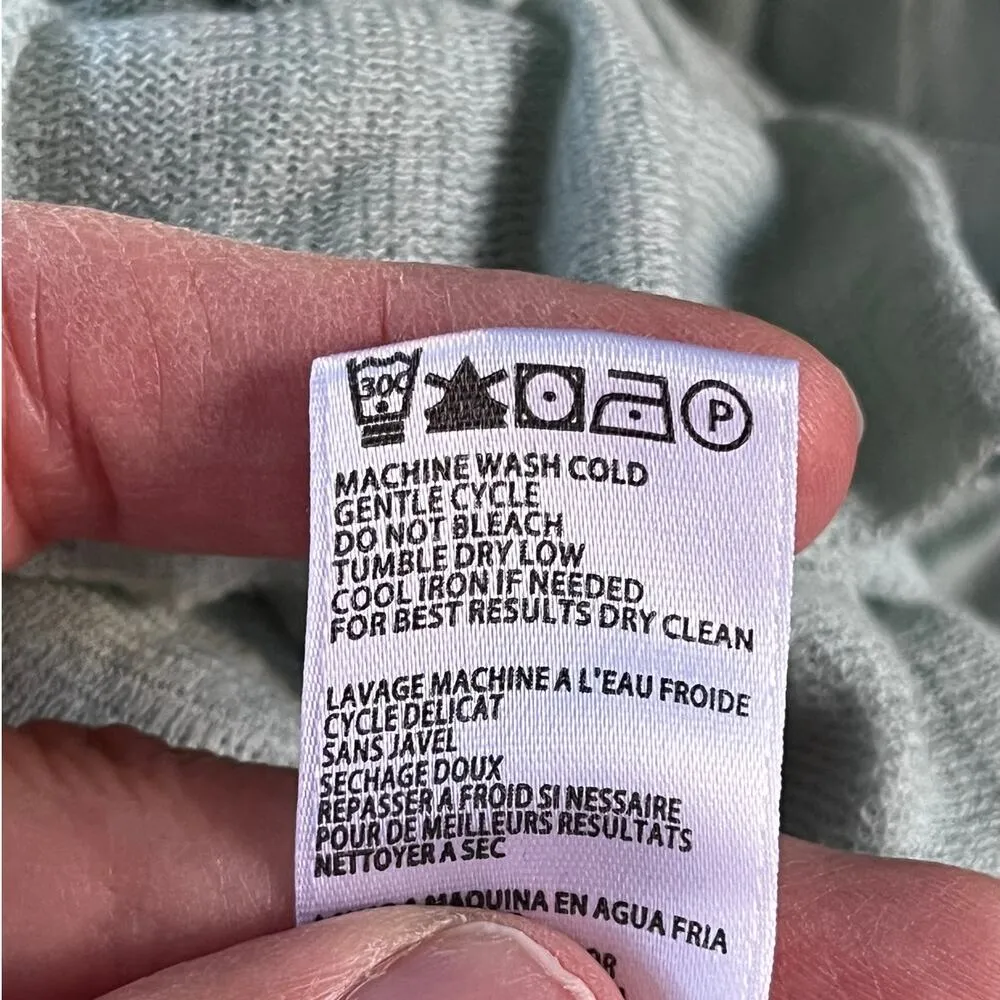 30C
P
MACHINE WASH COLD
GENTLE CYCLE
DO NOT BLEACH
TUMBLE DRY LOW
COOL IRON IF NEEDED
FOR BEST RESULTS DRY CLEAN
LAVAGE MACHINE A L'EAU FROIDE
CYCLE DELICAT
SANS JAVEL
SECHAGE DOUX
REPASSER A FROID SI NESSAIRE
POUR DE MEILLEURS RESULTATS
NETTOYER A SEC
A MAQUINA EN AGUA FRIA
OR